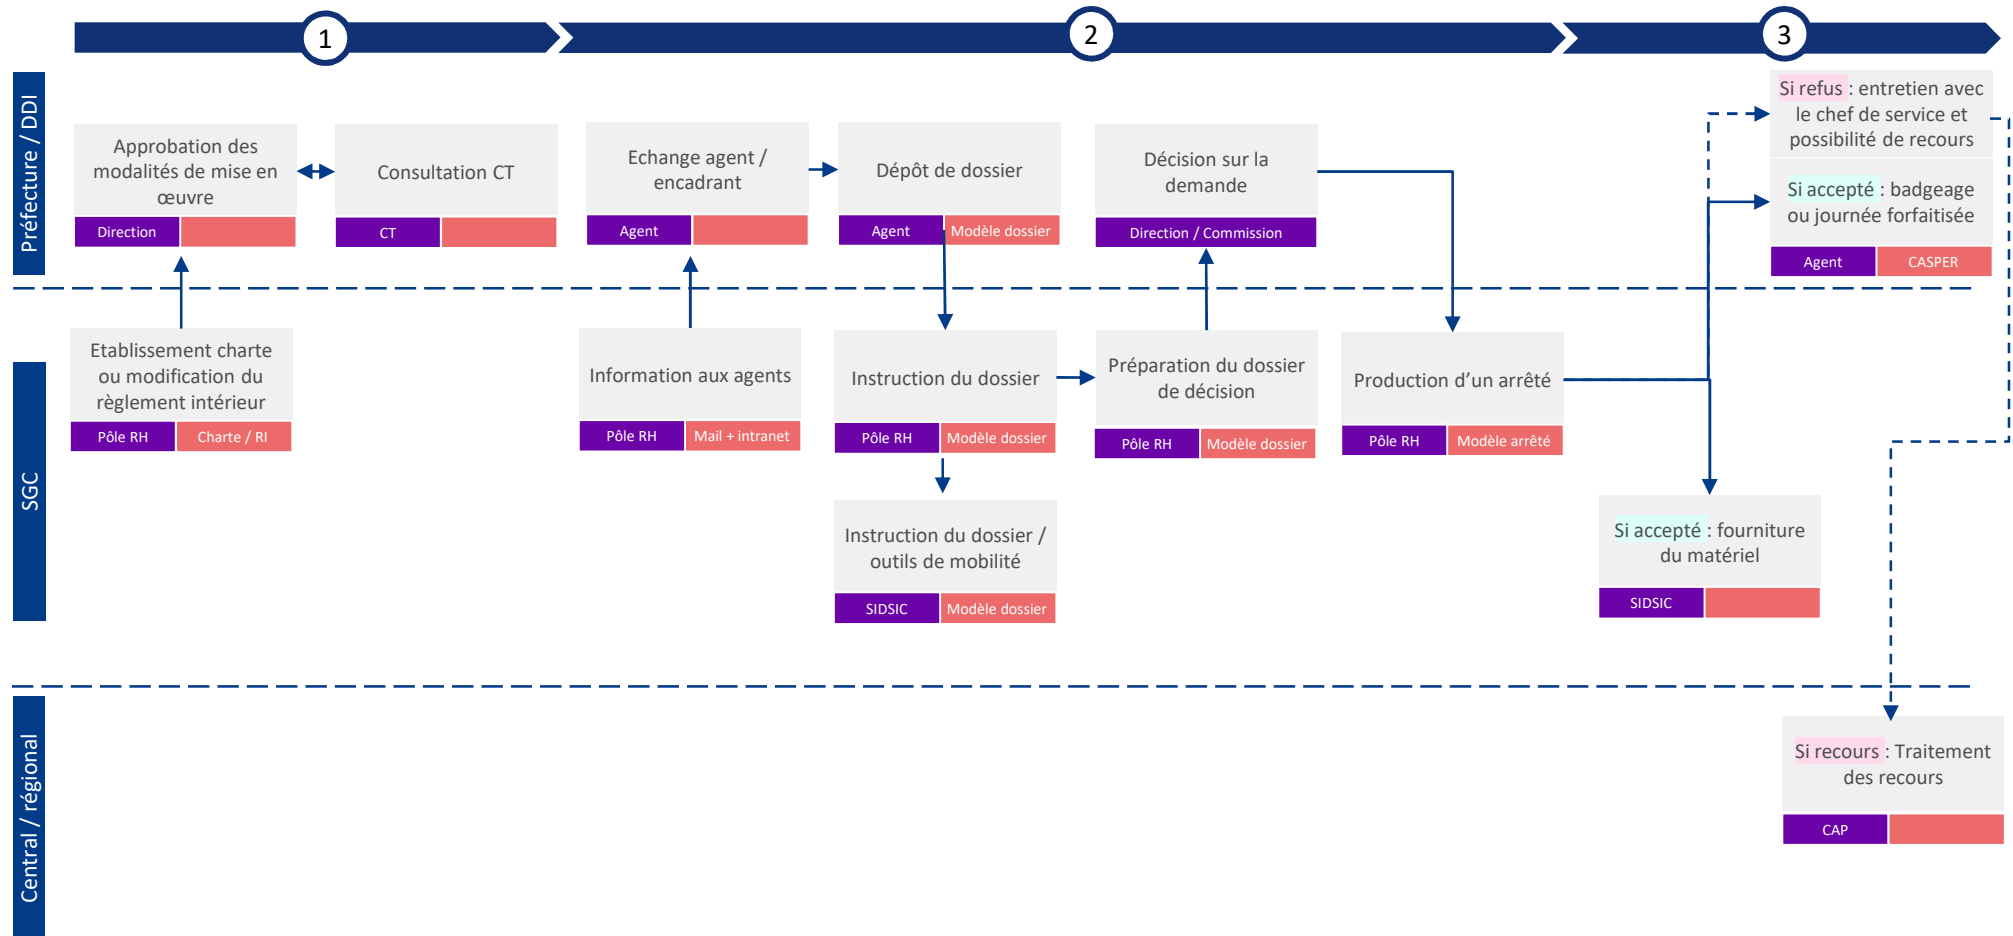 1
2
3
Préfecture / DDI
Approbation des
modalités de mise en
œuvre
Direction
Consultation CT
CT
Echange agent /
encadrant
Agent
Dépôt de dossier
Agent
Modèle dossier
Décision sur la
demande
Direction / Commission
Si refus : entretien avec
le chef de service et
possibilité de recours
Si accepté : badgeage
ou journée forfaitisée
Agent
CASPER
SGC
Etablissement charte
ou modification du
règlement intérieur
Pôle RH
Charte / RI
Information aux agents
Pôle RH
Mail + intranet
Instruction du dossier
Pôle RH
Modèle dossier
Préparation du dossier
de décision
Pôle RH
Modèle dossier
Production d’un arrêté
Pôle RH
Modèle arrêté
Instruction du dossier /
outils de mobilité
SIDSIC
Modèle dossier
Si accepté : fourniture
du matériel
SIDSIC
Central / régional
Si recours : Traitement
des recours
CAP